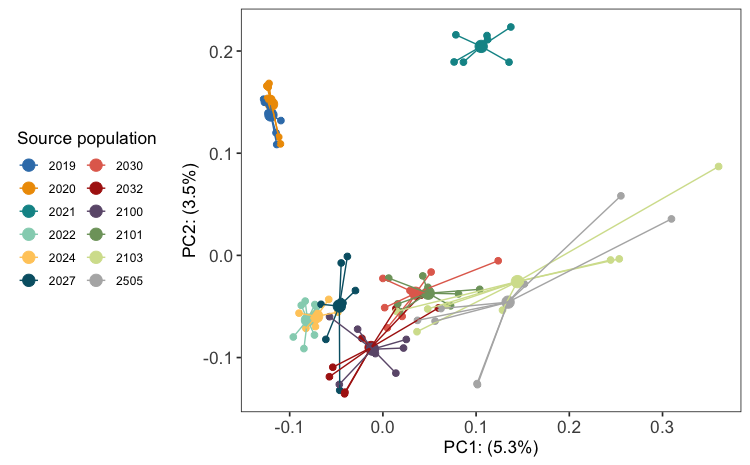 Source population
2019 2030
2020 2032
2021 2100
2022 2101
2024 2103
2027 2505
PC2: (3.5%)
0.2
0.1
0.0
-0.1
-0.1 0.0 0.1 0.2 0.3
PC1: (5.3%)